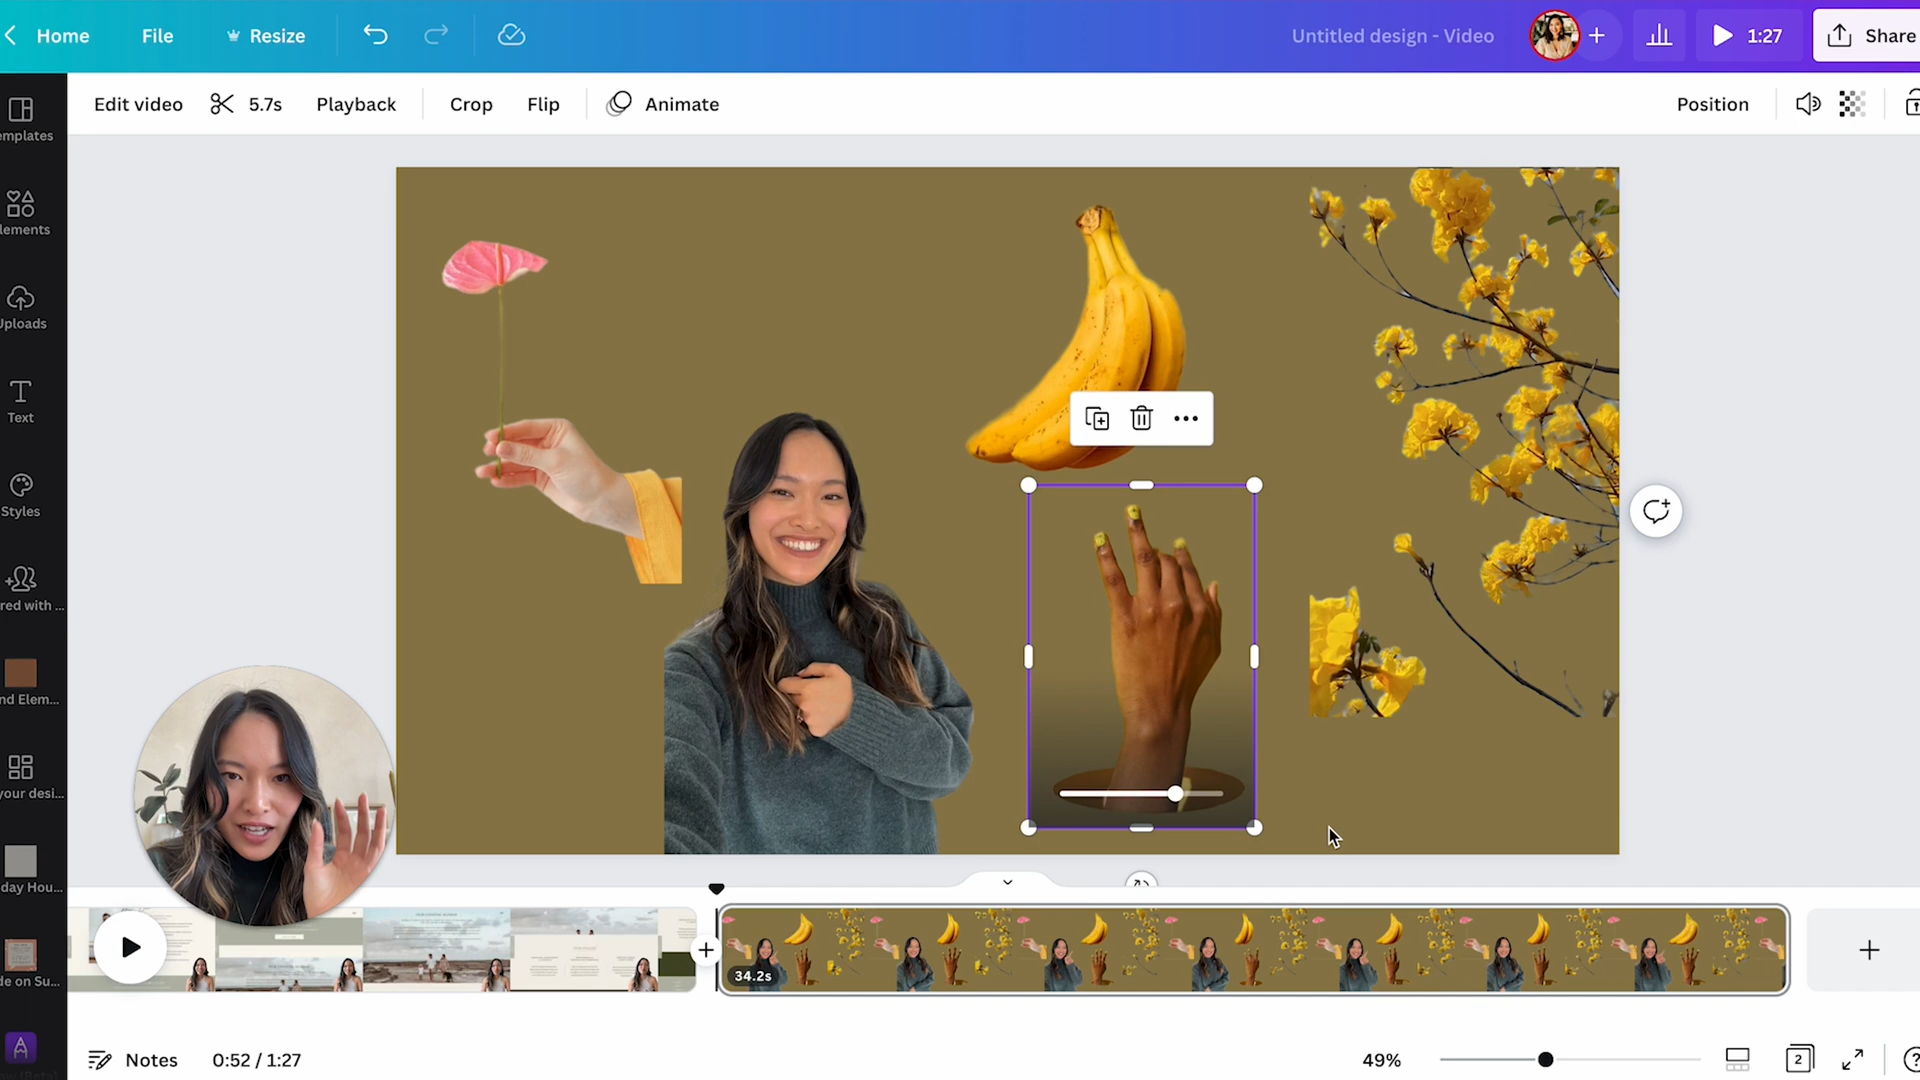 Home
File
Resize
Untitled design - Video
1:27
Share
Edit video
5.7s
Playback
Crop
Flip
Animate
Position
emplates
lements
Uploads
Text
Styles
red with ...
nd Elem...
your desi...
day Hou...
de on Su...
34.2s
Notes
0:52 / 1:27
49%
2